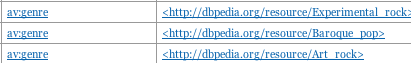 av:genre <http://dbpedia.org/resource/Experimental_rock>
av:genre <http://dbpedia.org/resource/Baroque_pop>
av:genre <http://dbpedia.org/resource/Art_rock>